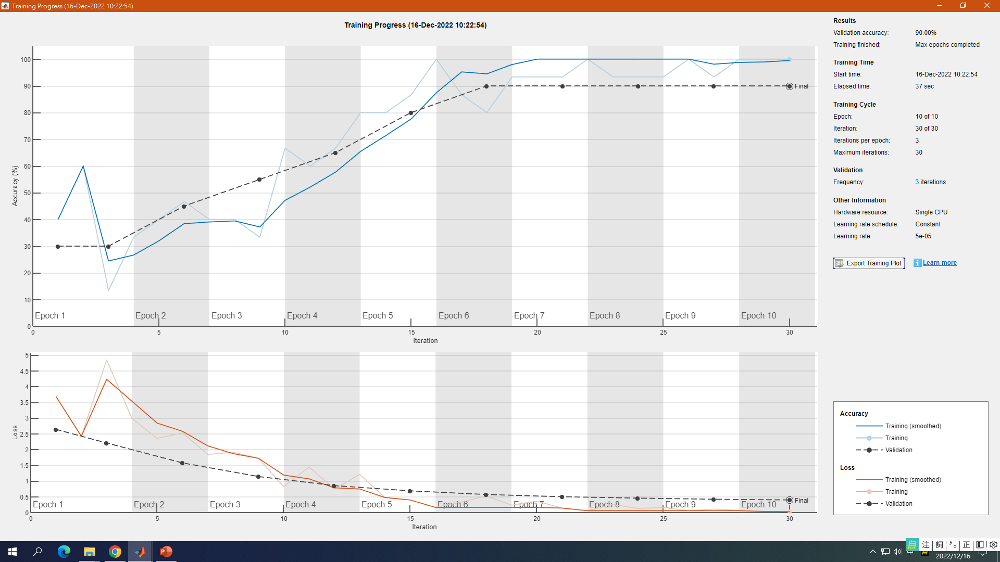 Training Progress (16-Dec-2022 10:22:54)
Training Progress (16-Dec-2022 10:22:54)
Accuracy (%)
100
90
80
70
60
50
40
30
20
10
0
Final
Epoch 1 Epoch 2 Epoch 3 Epoch 4 Epoch 5 Epoch 6 Epoch 7 Epoch 8 Epoch 9 Epoch 10
0 5 10 15 20 25 30
Iteration
Loss
5
4.5
4
3.5
3
2.5
2
1.5
1
0.5
0
Final
Epoch 1 Epoch 2 Epoch 3 Epoch 4 Epoch 5 Epoch 6 Epoch 7 Epoch 8 Epoch 9 Epoch 10
0 5 10 15 20 25 30
Iteration
Results
Validation accuracy: 90.00%
Training finished: Max epochs completed
Training Time
Start time: 16-Dec-2022 10:22:54
Elapsed time: 37 sec
Training Cycle
Epoch: 10 of 10
Iteration: 30 of 30
Iterations per epoch: 3
Maximum iterations: 30
Validation
Frequency: 3 iterations
Other Information
Hardware resource: Single CPU
Learning rate schedule: Constant
Learning rate: 5e-05
Export Training Plot
Learn more
Accuracy
Training (smoothed)
Training
Validation
Loss
Training (smoothed)
Training
Validation
自 注 詞 ，。 正
2022/12/16